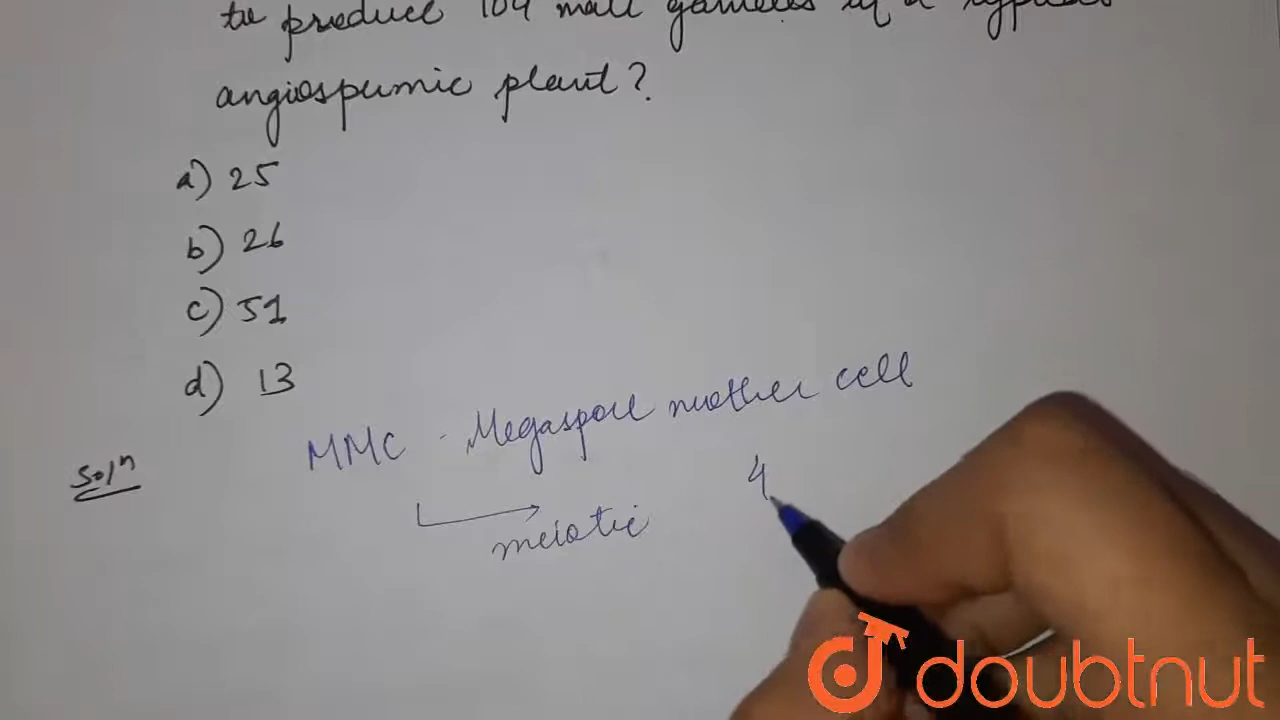 to produce 104 male gametes of a typical
angiospermic plant?
a) 25
b) 26
c) 51
d) 13
Soln
MMC - Megaspore mother cell
4
meiotic
doubtnut